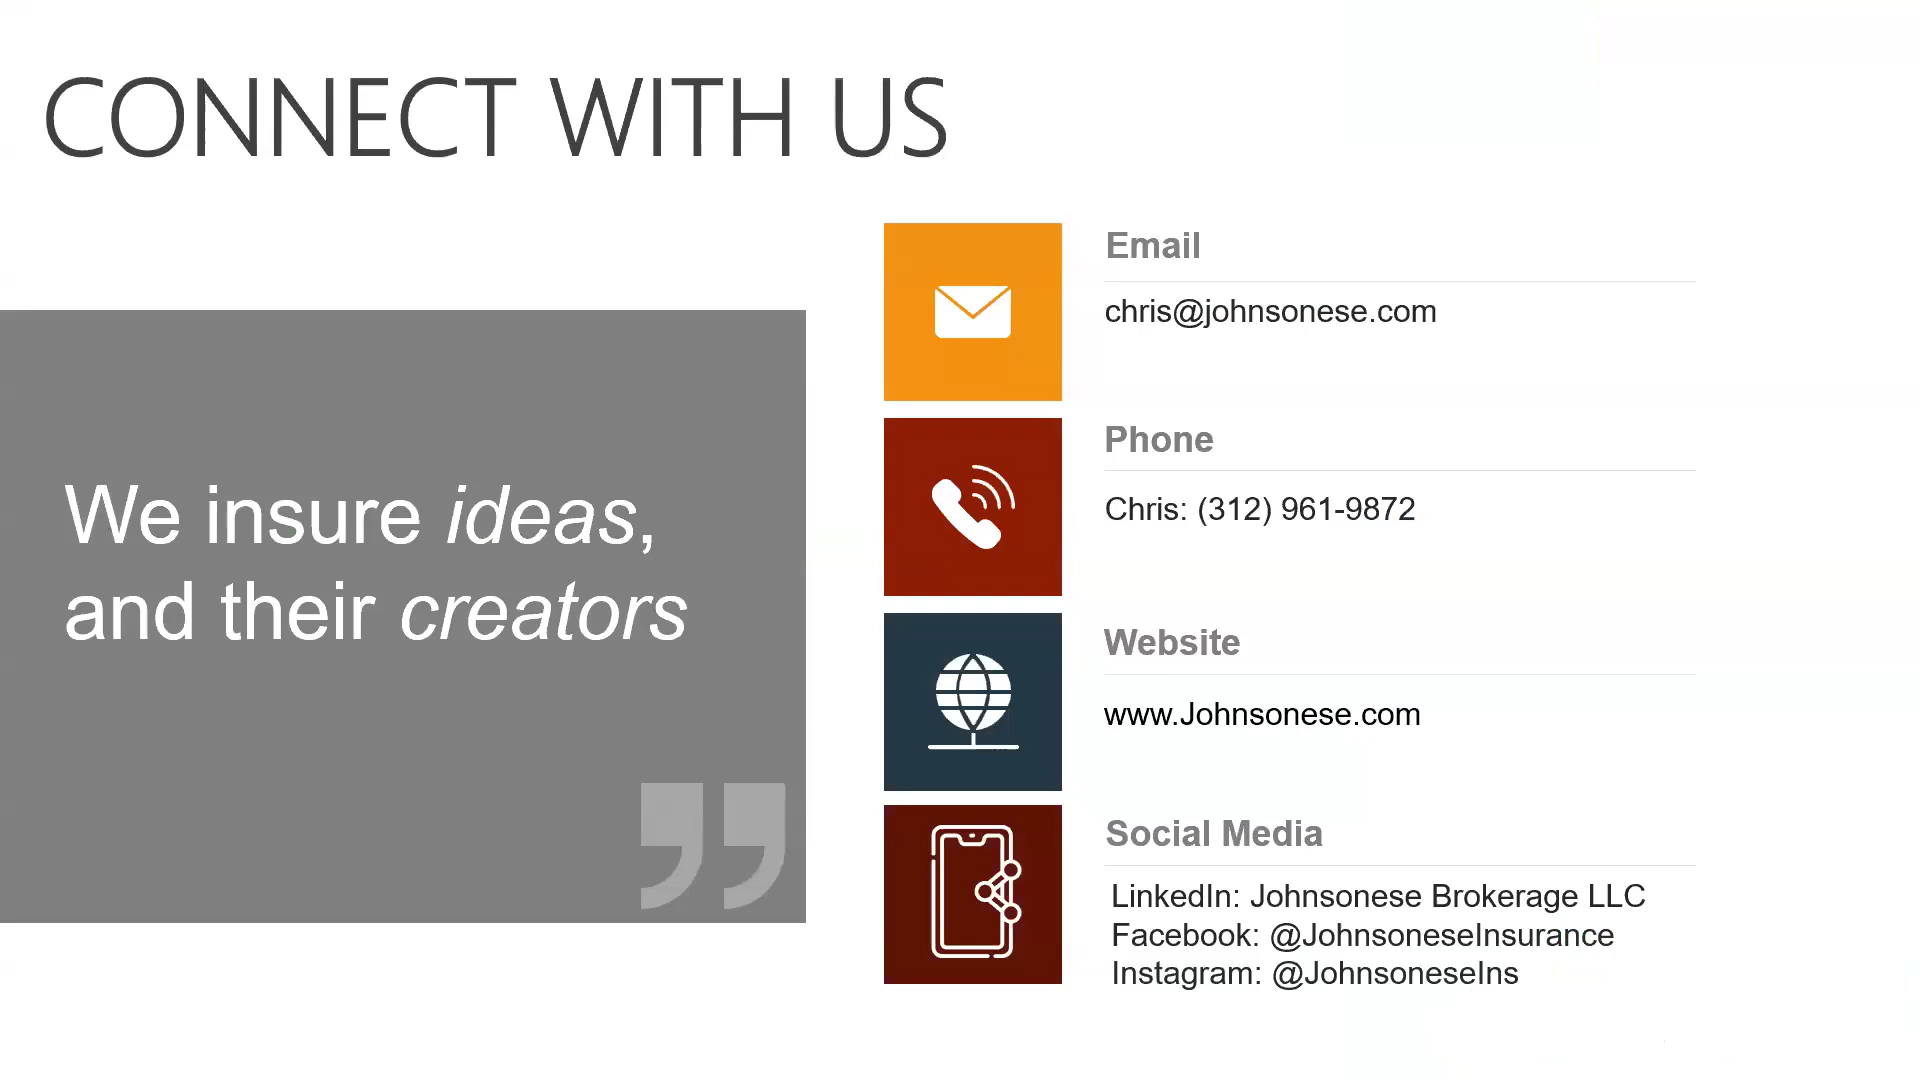 CONNECT WITH US
We insure ideas,
and their creators
Email
chris@johnsonese.com
Phone
Chris: (312) 961-9872
Website
www.Johnsonese.com
Social Media
LinkedIn: Johnsonese Brokerage LLC
Facebook: @JohnsoneseInsurance
Instagram: @JohnsoneseIns